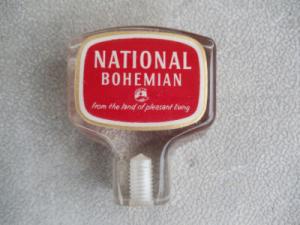 NATIONAL
BOHEMIAN
from the land of pleasant living